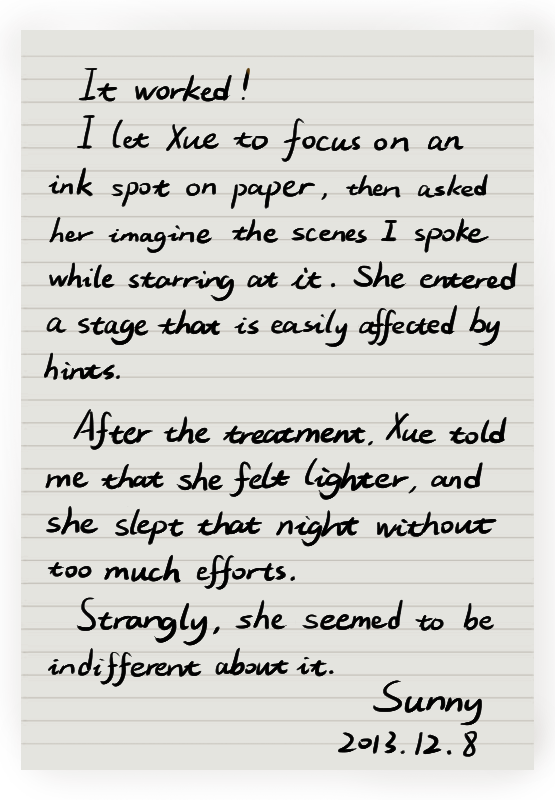 It worked!
I let Xue to focus on an
ink spot on paper, then asked
her imagine the scenes I spoke
while starring at it. She entered
a stage that is easily affected by
hints.
After the treatment, Xue told
me that she felt lighter, and
she slept that night without
too much efforts.
Strangly, she seemed to be
indifferent about it.
Sunny
2013.12.8